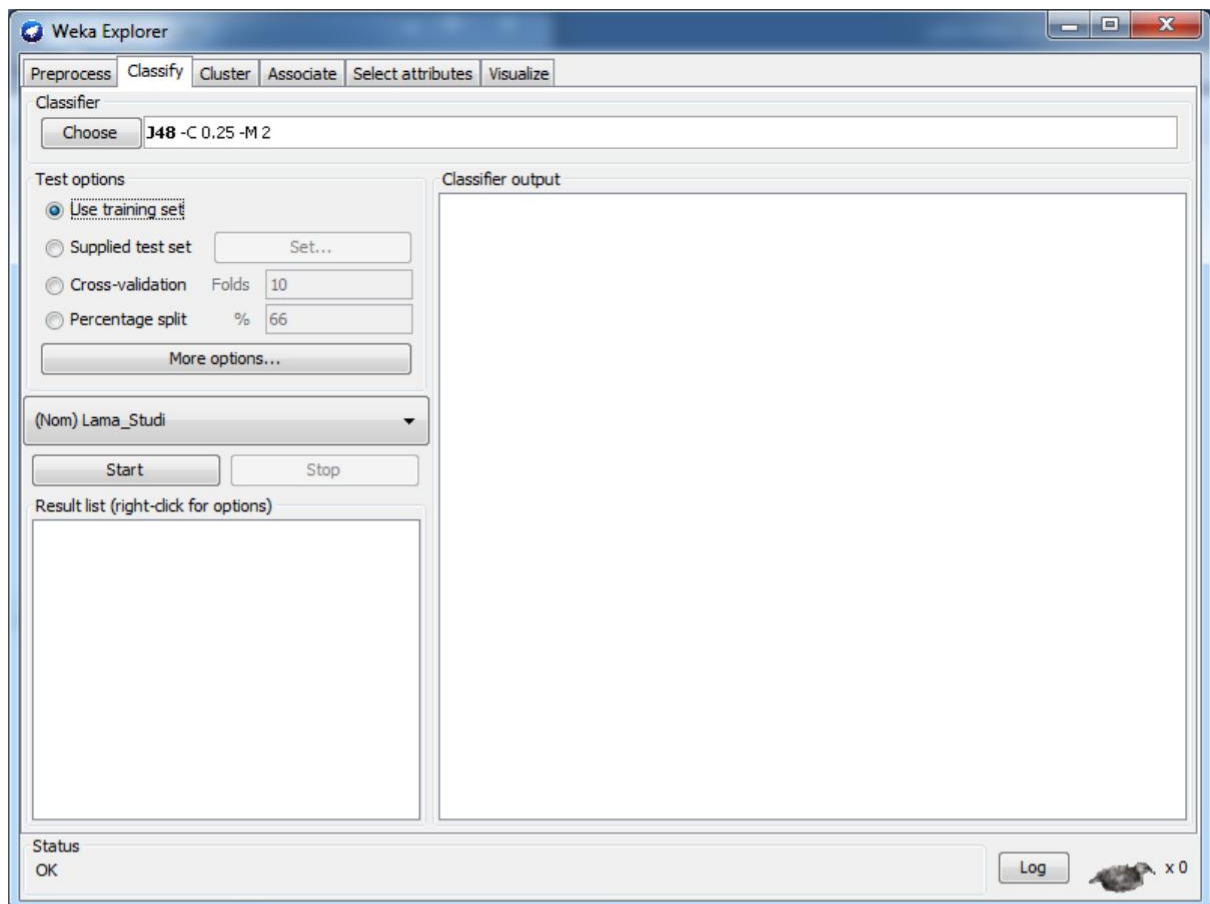 Weka Explorer
Preprocess Classify Cluster Associate Select attributes Visualize
Classifier
Choose J48 -C 0.25 -M 2
Test options
Use training set
Supplied test set Set...
Cross-validation Folds 10
Percentage split % 66
More options...
(Nom) Lama_Studi
Start Stop
Result list (right-click for options)
Classifier output
Status
OK
Log x 0